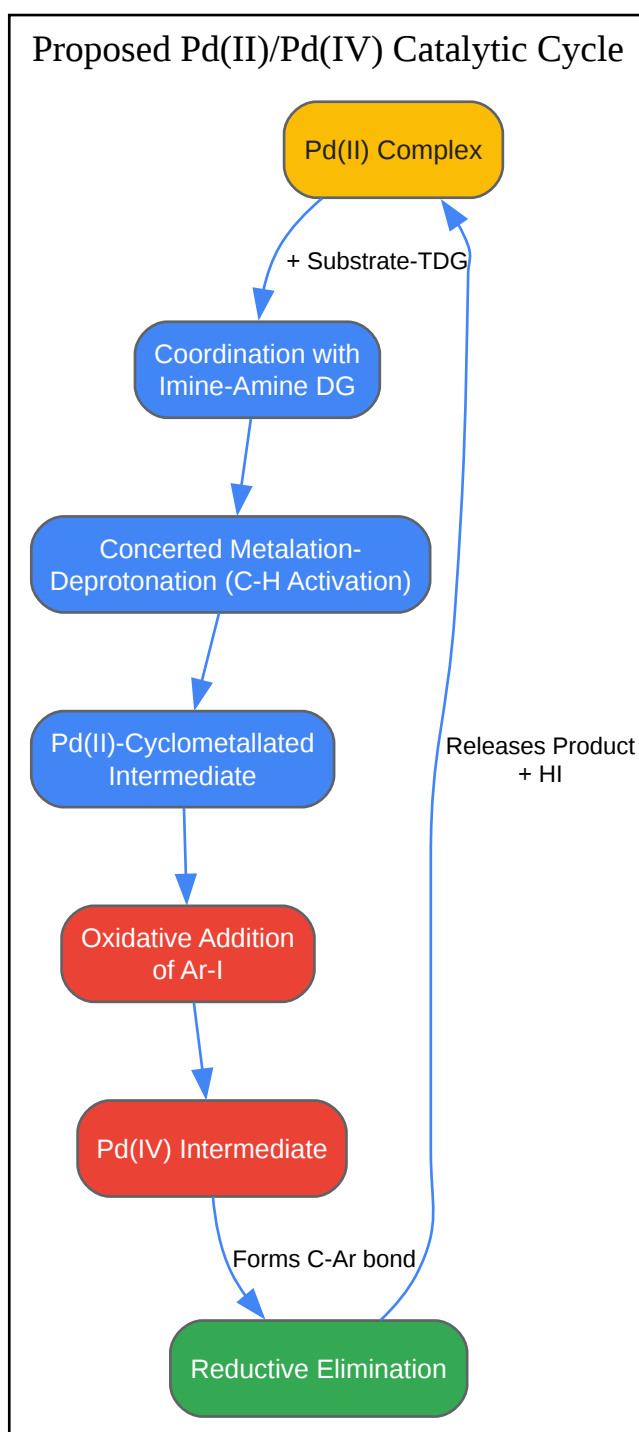 Proposed Pd(II)/Pd(IV) Catalytic Cycle
Pd(II) Complex
+ Substrate-TDG
Coordination with
Imine-Amine DG
Concerted Metalation-
Deprotonation (C-H Activation)
Pd(II)-Cyclometallated
Intermediate
Releases Product
+ HI
Oxidative Addition
of Ar-I
Pd(IV) Intermediate
Forms C-Ar bond
Reductive Elimination